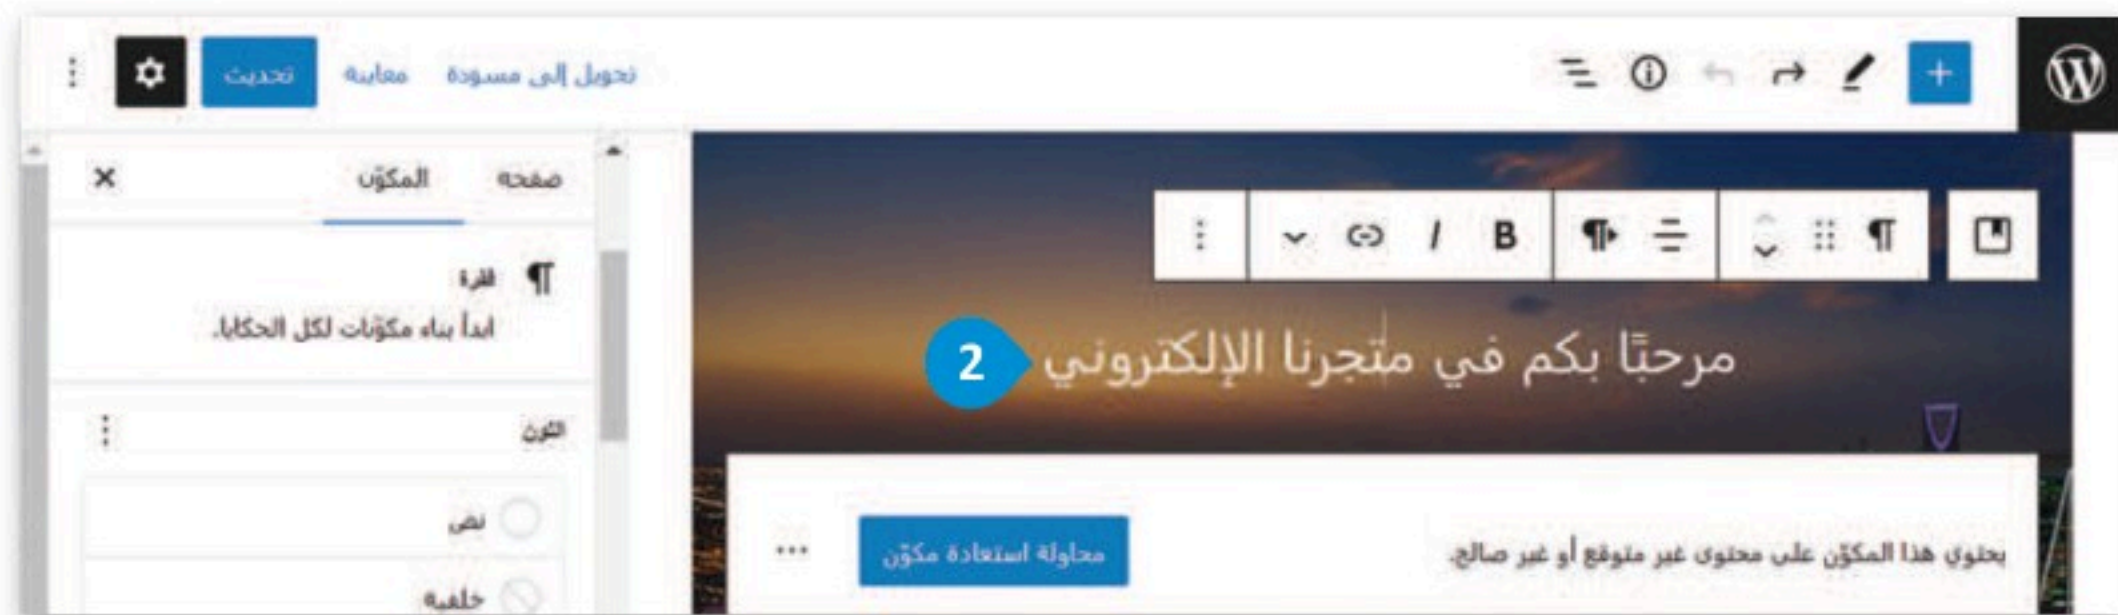 تحويل إلى مسودة
معاينة
تحديث
B I
مرحبًا بكم في متجرنا الإلكتروني
2
يحتوي هذا المكوّن على محتوى غير متوقع أو غير صالح.
محاولة استعادة مكوّن
صفحة
المكوّن
فقرة
ابدأ بناء مكوّنات لكل الحكايا.
اللون
نص
خلفية